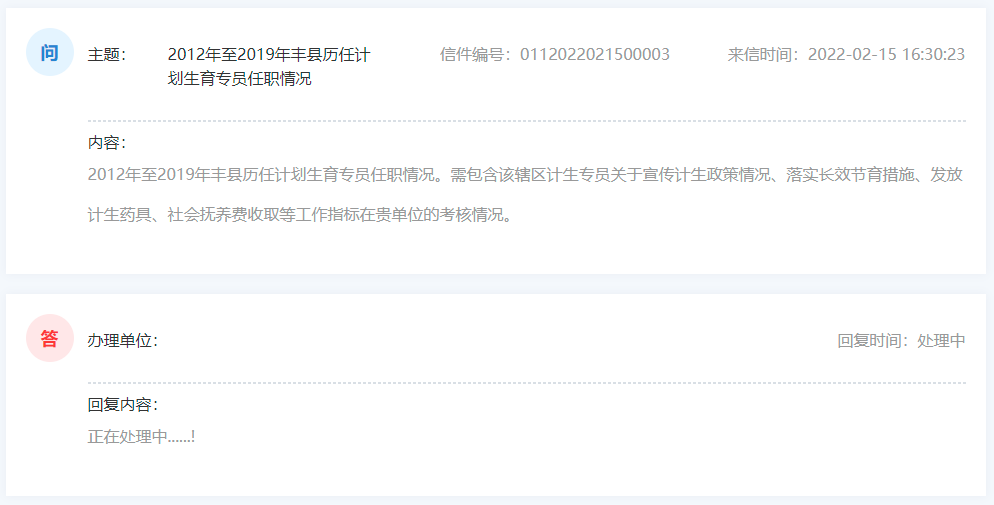 问 主题： 2012年至2019年丰县历任计 信件编号：0112022021500003 来信时间：2022-02-15 16:30:23
划生育专员任职情况
内容：
2012年至2019年丰县历任计划生育专员任职情况。需包含该辖区计生专员关于宣传计生政策情况、落实长效节育措施、发放
计生药具、社会抚养费收取等工作指标在贵单位的考核情况。
答 办理单位： 回复时间：处理中
回复内容：
正在处理中......!